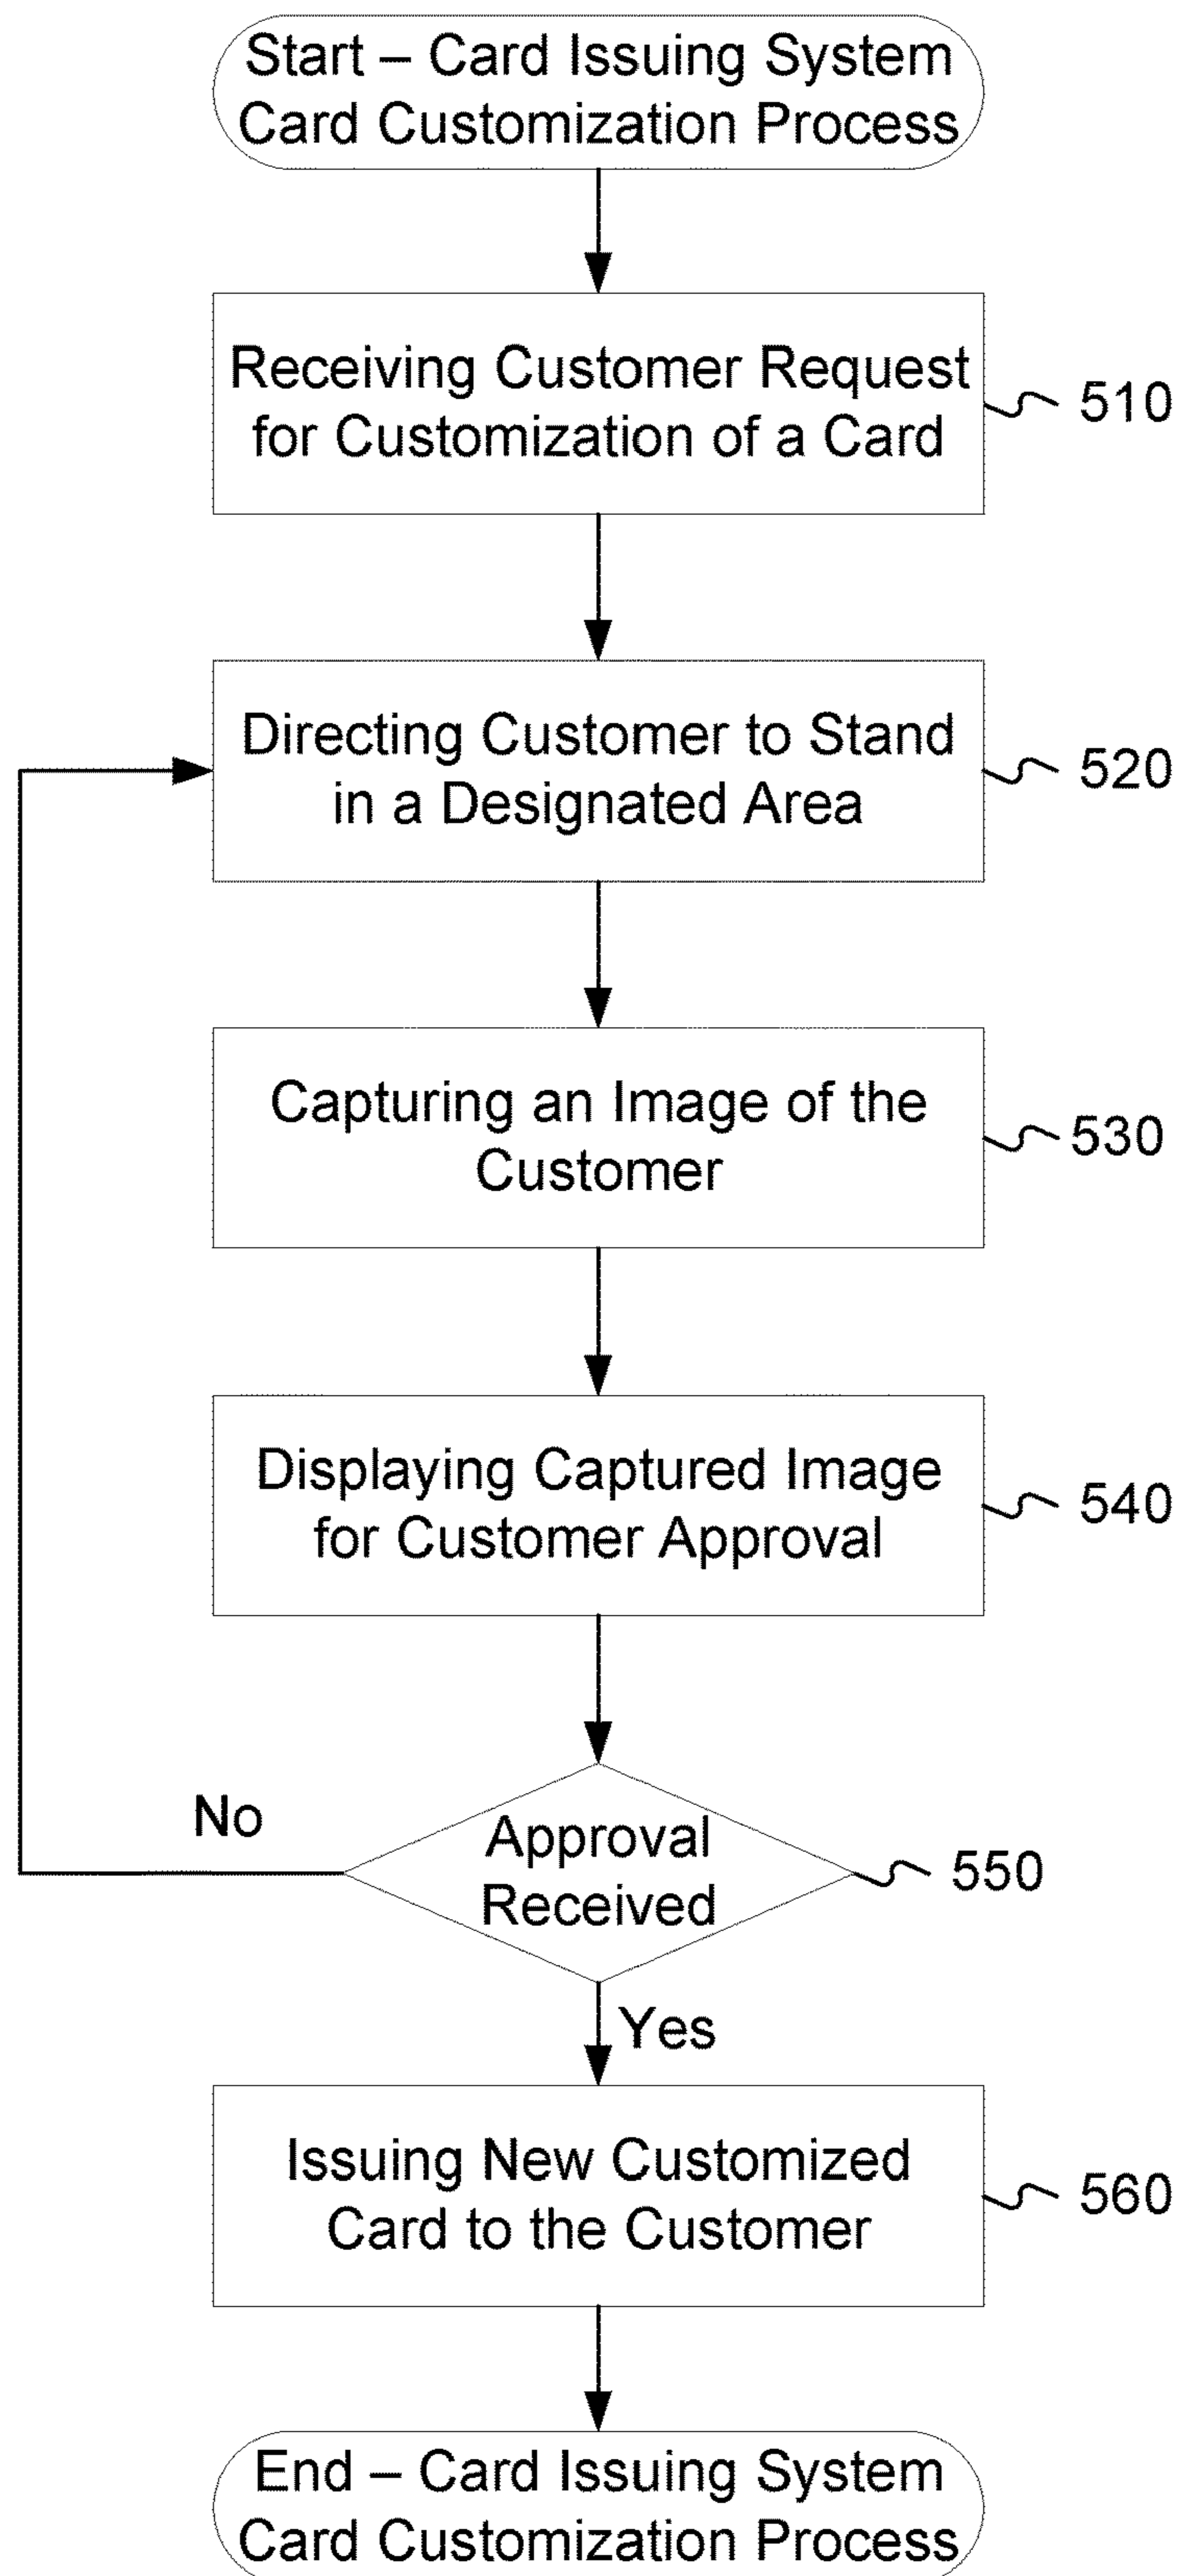 Start – Card Issuing System
Card Customization Process
Receiving Customer Request
for Customization of a Card
510
Directing Customer to Stand
in a Designated Area
520
Capturing an Image of the
Customer
530
Displaying Captured Image
for Customer Approval
540
No
Approval
Received
550
Yes
Issuing New Customized
Card to the Customer
560
End – Card Issuing System
Card Customization Process